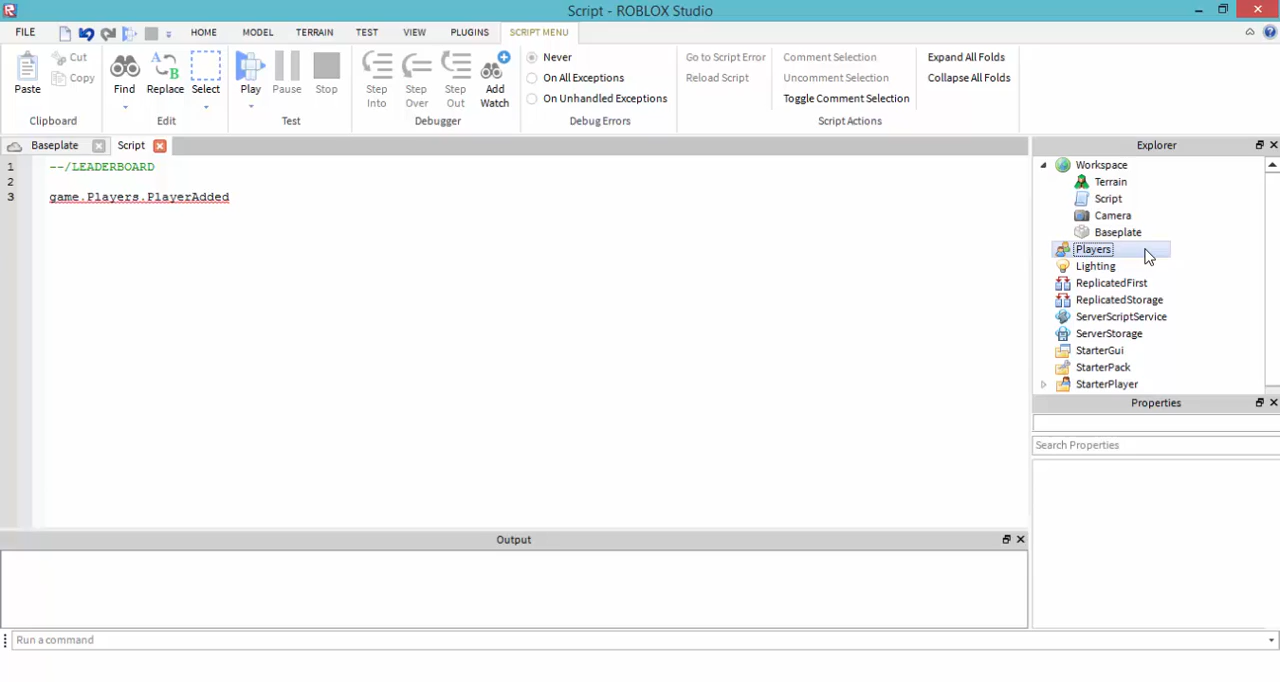 Script - ROBLOX Studio
FILE
HOME
MODEL
TERRAIN
TEST
VIEW
PLUGINS
SCRIPT MENU
Paste
Cut
Copy
Clipboard
Find
Replace
Select
Edit
Play
Pause
Stop
Test
Step Into
Step Over
Step Out
Add Watch
Debugger
Never
On All Exceptions
On Unhandled Exceptions
Debug Errors
Go to Script Error
Reload Script
Comment Selection
Uncomment Selection
Toggle Comment Selection
Script Actions
Expand All Folds
Collapse All Folds
Baseplate
Script
1 --/LEADERBOARD
2
3 game.Players.PlayerAdded
Explorer
Workspace
Terrain
Script
Camera
Baseplate
Players
Lighting
ReplicatedFirst
ReplicatedStorage
ServerScriptService
ServerStorage
StarterGui
StarterPack
StarterPlayer
Properties
Search Properties
Output
Run a command